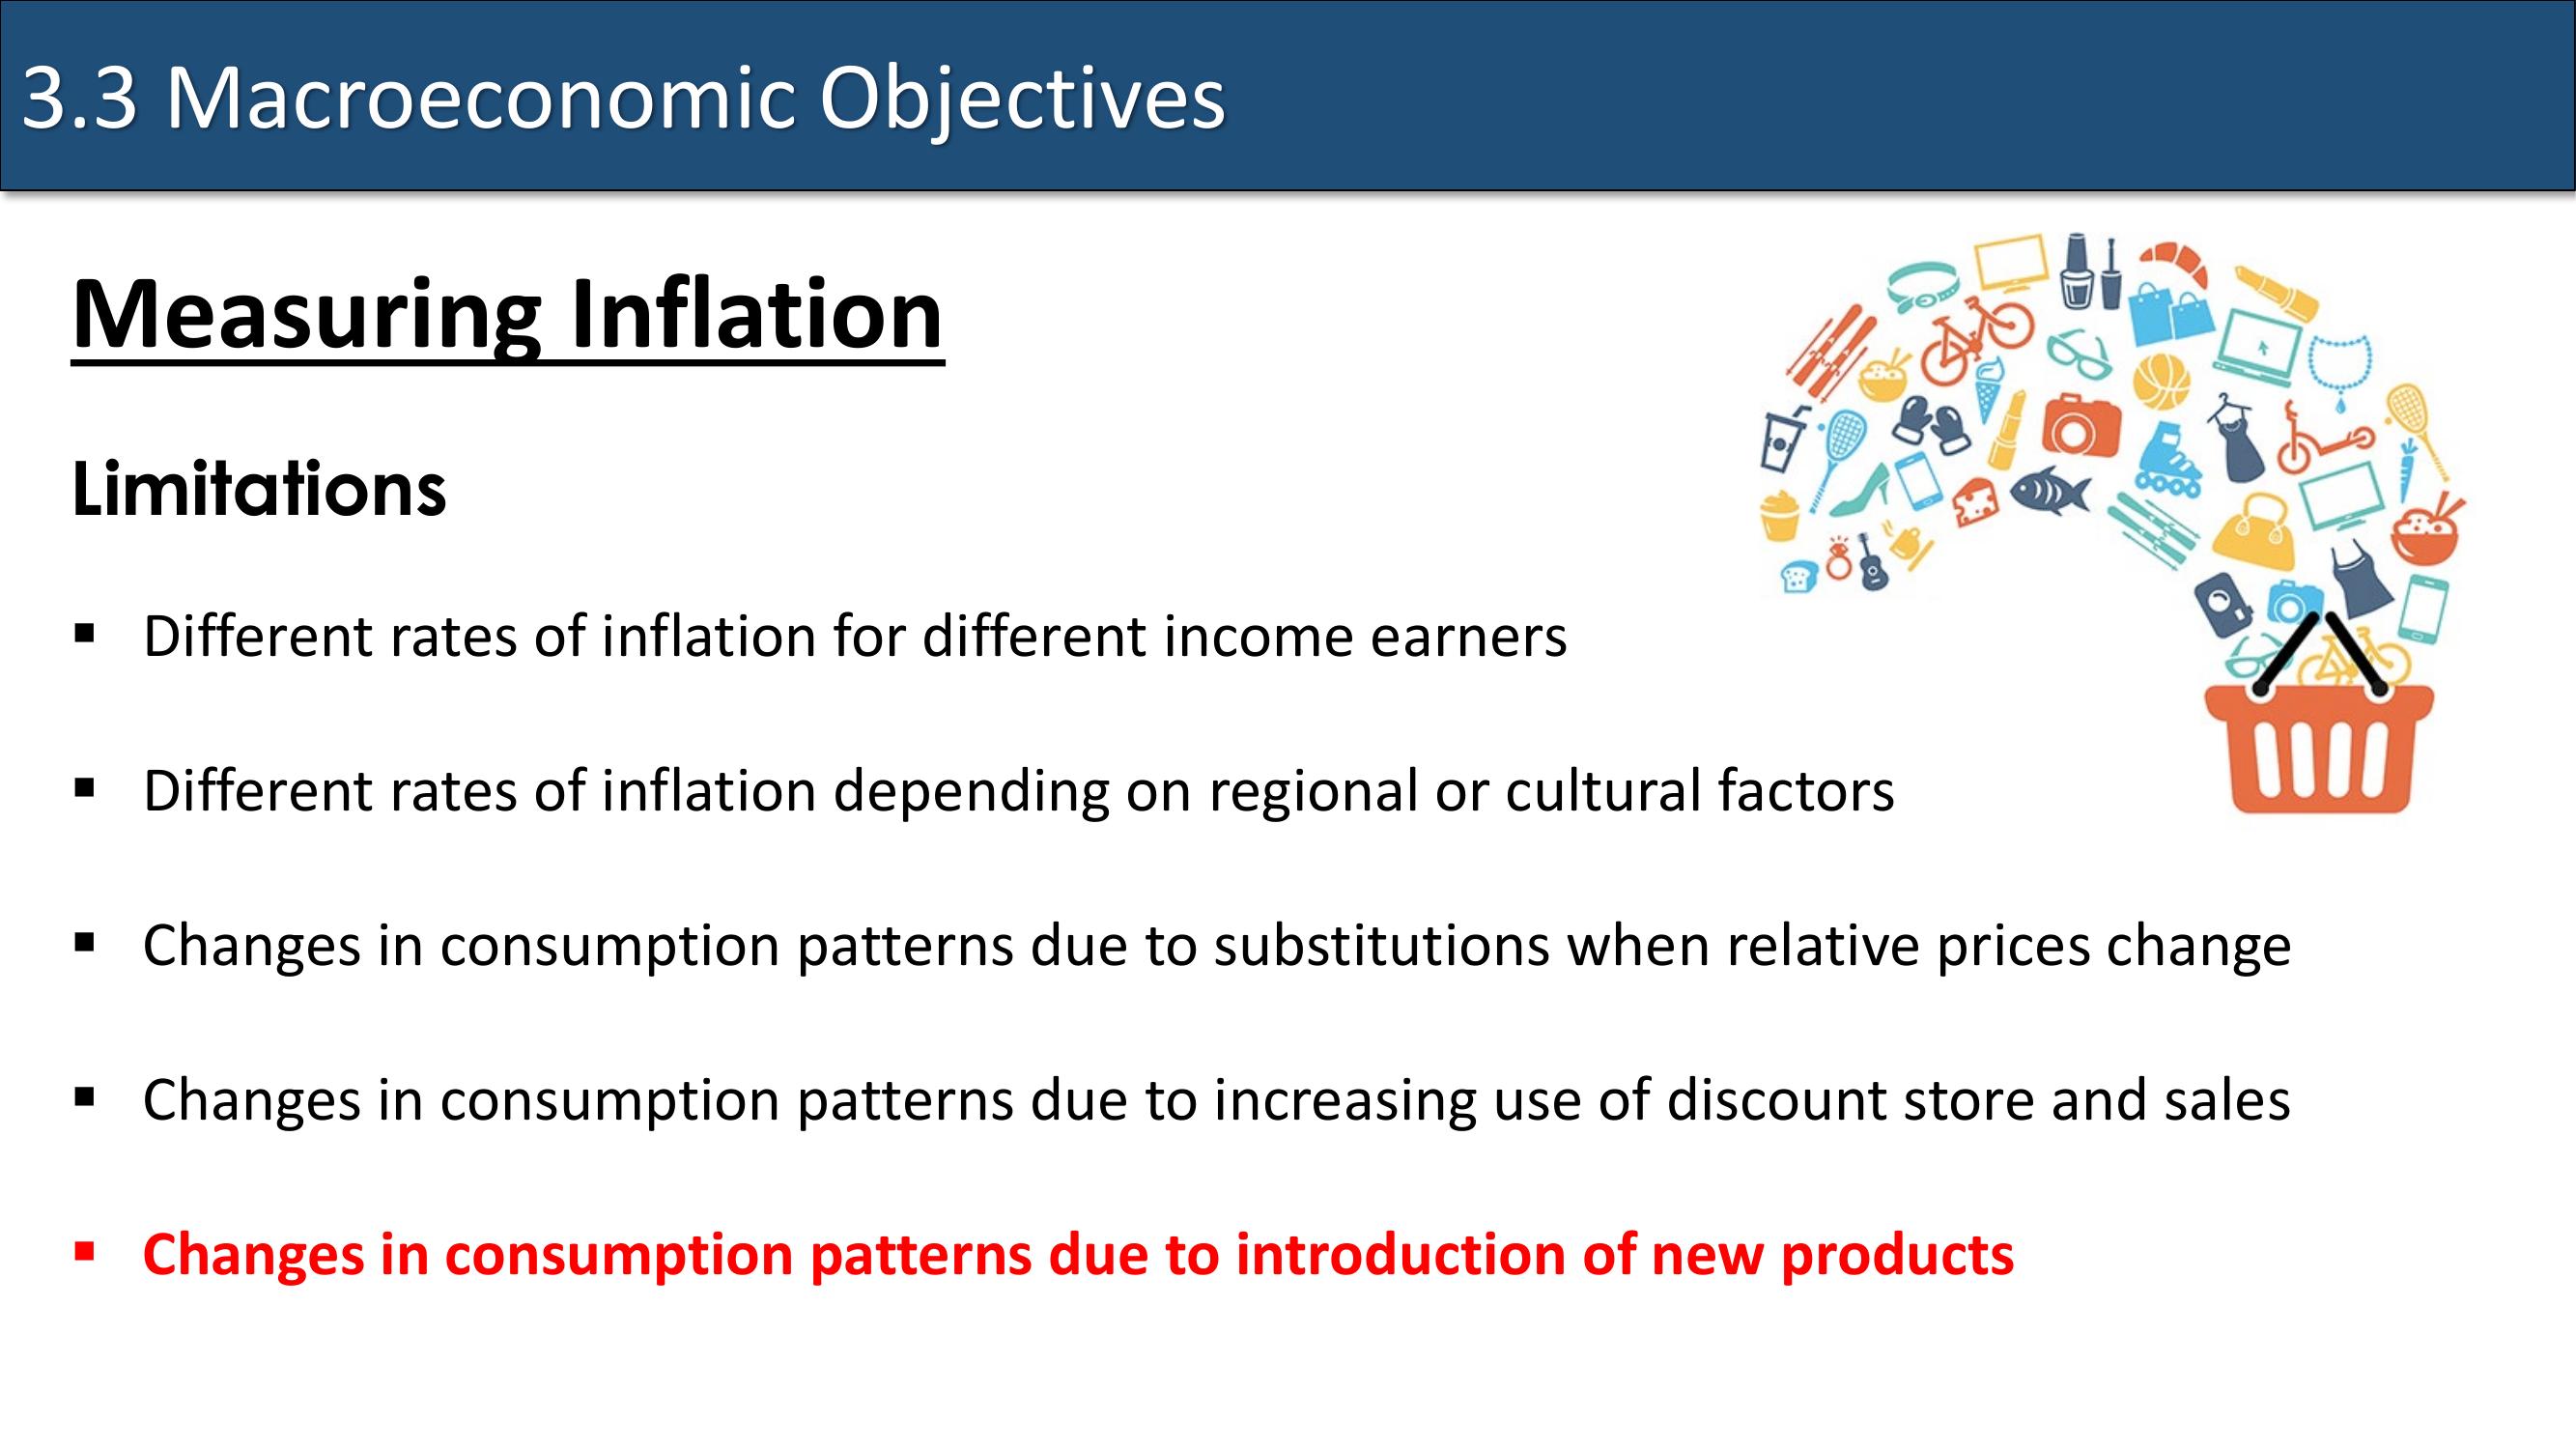 3.3 Macroeconomic Objectives
Measuring Inflation
Limitations
▪ Different rates of inflation for different income earners
▪ Different rates of inflation depending on regional or cultural factors
▪ Changes in consumption patterns due to substitutions when relative prices change
▪ Changes in consumption patterns due to increasing use of discount store and sales
▪ Changes in consumption patterns due to introduction of new products